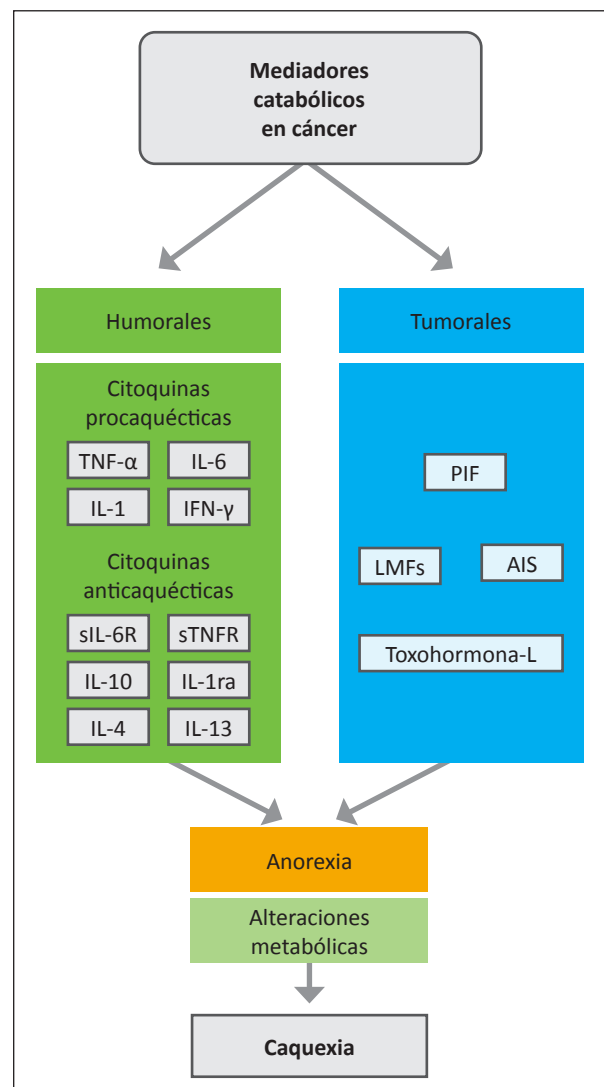 Mediadores
catabólicos
en cáncer
Humorales
Citoquinas
procaquécticas
TNF-α
IL-6
IL-1
IFN-γ
Citoquinas
anticaquécticas
sIL-6R
sTNFR
IL-10
IL-1ra
IL-4
IL-13
Tumorales
PIF
LMFs
AIS
Toxohormona-L
Anorexia
Alteraciones
metabólicas
Caquexia